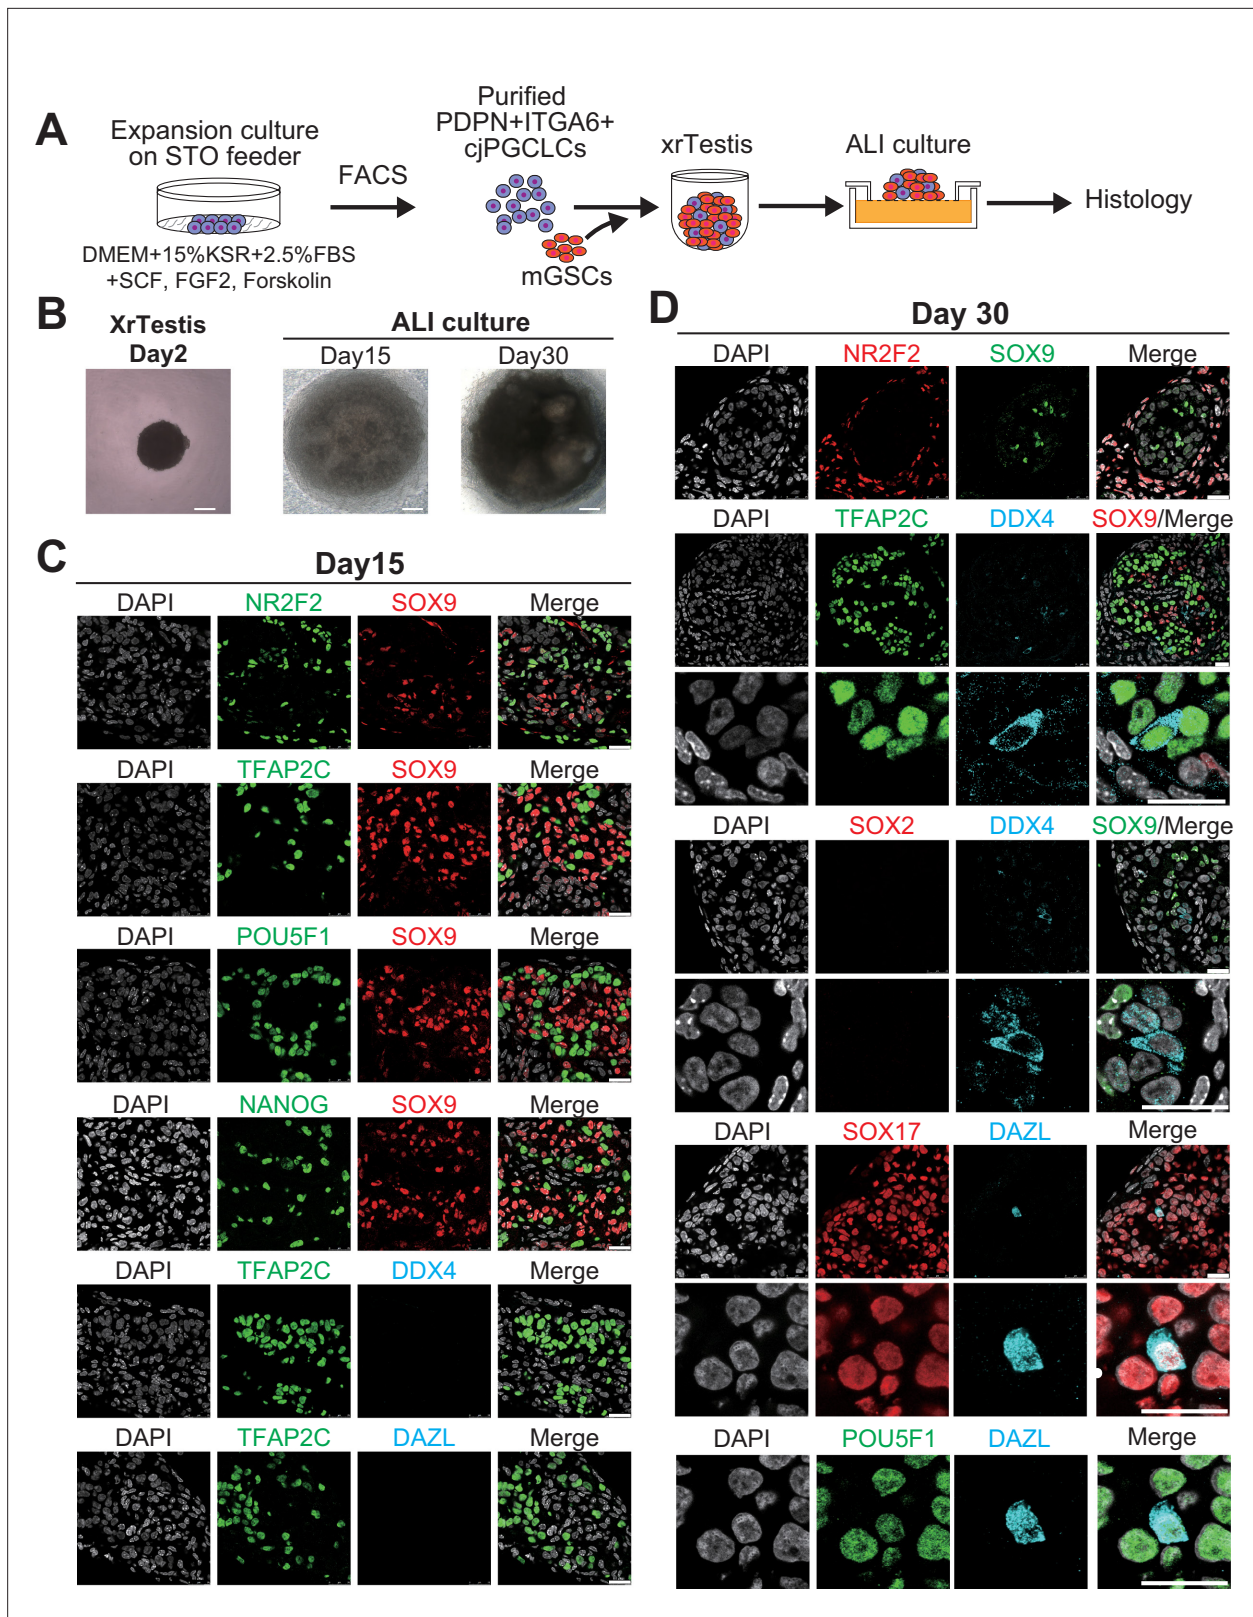 A
Expansion culture
on STO feeder
DMEM+15%KSR+2.5%FBS
+SCF, FGF2, Forskolin
FACS
Purified
PDPN+ITGA6+
cjPGCLCs
mGSCs
xrTestis
ALI culture
Histology
B
XrTestis
Day2
ALI culture
Day15
Day30
C
Day15
DAPI NR2F2 SOX9 Merge
DAPI TFAP2C SOX9 Merge
DAPI POU5F1 SOX9 Merge
DAPI NANOG SOX9 Merge
DAPI TFAP2C DDX4 Merge
DAPI TFAP2C DAZL Merge
D
Day 30
DAPI NR2F2 SOX9 Merge
DAPI TFAP2C DDX4 SOX9/Merge
DAPI SOX2 DDX4 SOX9/Merge
DAPI SOX17 DAZL Merge
DAPI POU5F1 DAZL Merge